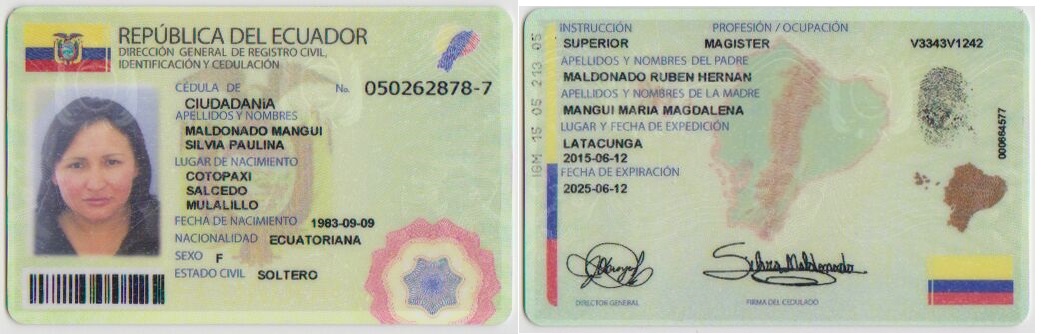 REPÚBLICA DEL ECUADOR
DIRECCIÓN GENERAL DE REGISTRO CIVIL,
IDENTIFICACIÓN Y CEDULACIÓN
CÉDULA DE No. 050262878-7
CIUDADANIA
APELLIDOS Y NOMBRES
MALDONADO MANGUI
SILVIA PAULINA
LUGAR DE NACIMIENTO
COTOPAXI
SALCEDO
MULALILLO
FECHA DE NACIMIENTO 1983-09-09
NACIONALIDAD ECUATORIANA
SEXO F
ESTADO CIVIL SOLTERO
INSTRUCCIÓN PROFESIÓN / OCUPACIÓN
SUPERIOR MAGISTER V3343V1242
APELLIDOS Y NOMBRES DEL PADRE
MALDONADO RUBEN HERNAN
APELLIDOS Y NOMBRES DE LA MADRE
MANGUI MARIA MAGDALENA
LUGAR Y FECHA DE EXPEDICIÓN
LATACUNGA
2015-06-12
FECHA DE EXPIRACIÓN
2025-06-12
IGM 15 05 213 05
000664577
Silvia Maldonado
DIRECTOR GENERAL FIRMA DEL CEDULADO